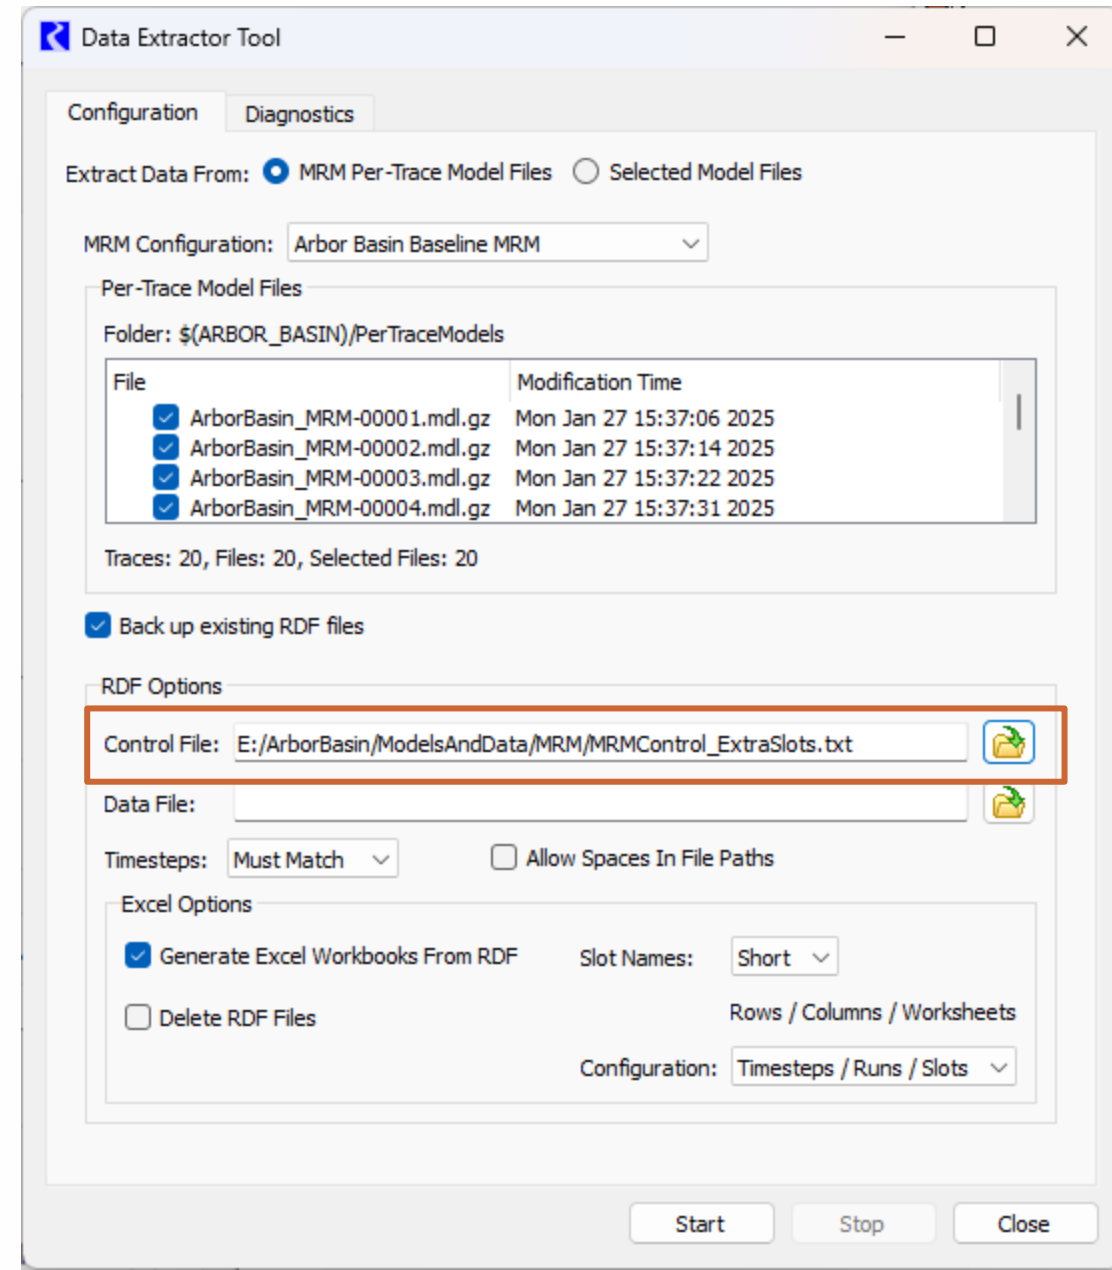 Data Extractor Tool
Configuration Diagnostics
Extract Data From: MRM Per-Trace Model Files Selected Model Files
MRM Configuration: Arbor Basin Baseline MRM
Per-Trace Model Files
Folder: $(ARBOR_BASIN)/PerTraceModels
File Modification Time
ArborBasin_MRM-00001.mdl.gz Mon Jan 27 15:37:06 2025
ArborBasin_MRM-00002.mdl.gz Mon Jan 27 15:37:14 2025
ArborBasin_MRM-00003.mdl.gz Mon Jan 27 15:37:22 2025
ArborBasin_MRM-00004.mdl.gz Mon Jan 27 15:37:31 2025
Traces: 20, Files: 20, Selected Files: 20
Back up existing RDF files
RDF Options
Control File: E:/ArborBasin/ModelsAndData/MRM/MRMControl_ExtraSlots.txt
Data File:
Timesteps: Must Match Allow Spaces In File Paths
Excel Options
Generate Excel Workbooks From RDF Slot Names: Short
Delete RDF Files Rows / Columns / Worksheets
Configuration: Timesteps / Runs / Slots
Start Stop Close